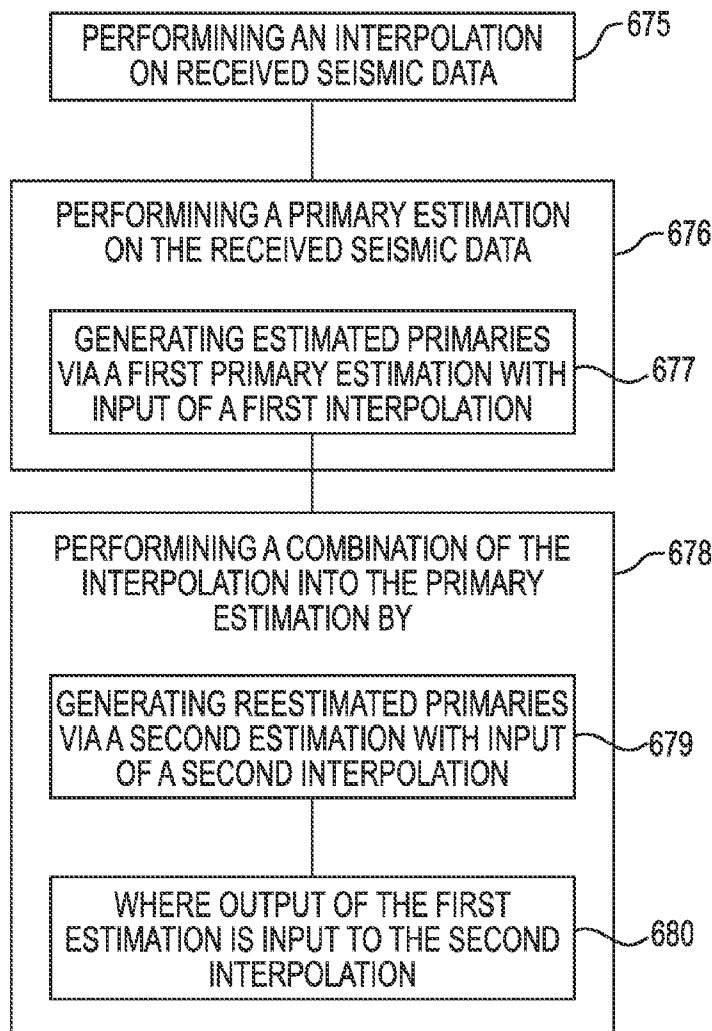 PERFORMINING AN INTERPOLATION
ON RECEIVED SEISMIC DATA
675
PERFORMINING A PRIMARY ESTIMATION
ON THE RECEIVED SEISMIC DATA
676
GENERATING ESTIMATED PRIMARIES
VIA A FIRST PRIMARY ESTIMATION WITH
INPUT OF A FIRST INTERPOLATION
677
PERFORMINING A COMBINATION OF THE
INTERPOLATION INTO THE PRIMARY
ESTIMATION BY
678
GENERATING REESTIMATED PRIMARIES
VIA A SECOND ESTIMATION WITH INPUT
OF A SECOND INTERPOLATION
679
WHERE OUTPUT OF THE FIRST
ESTIMATION IS INPUT TO THE SECOND
INTERPOLATION
680